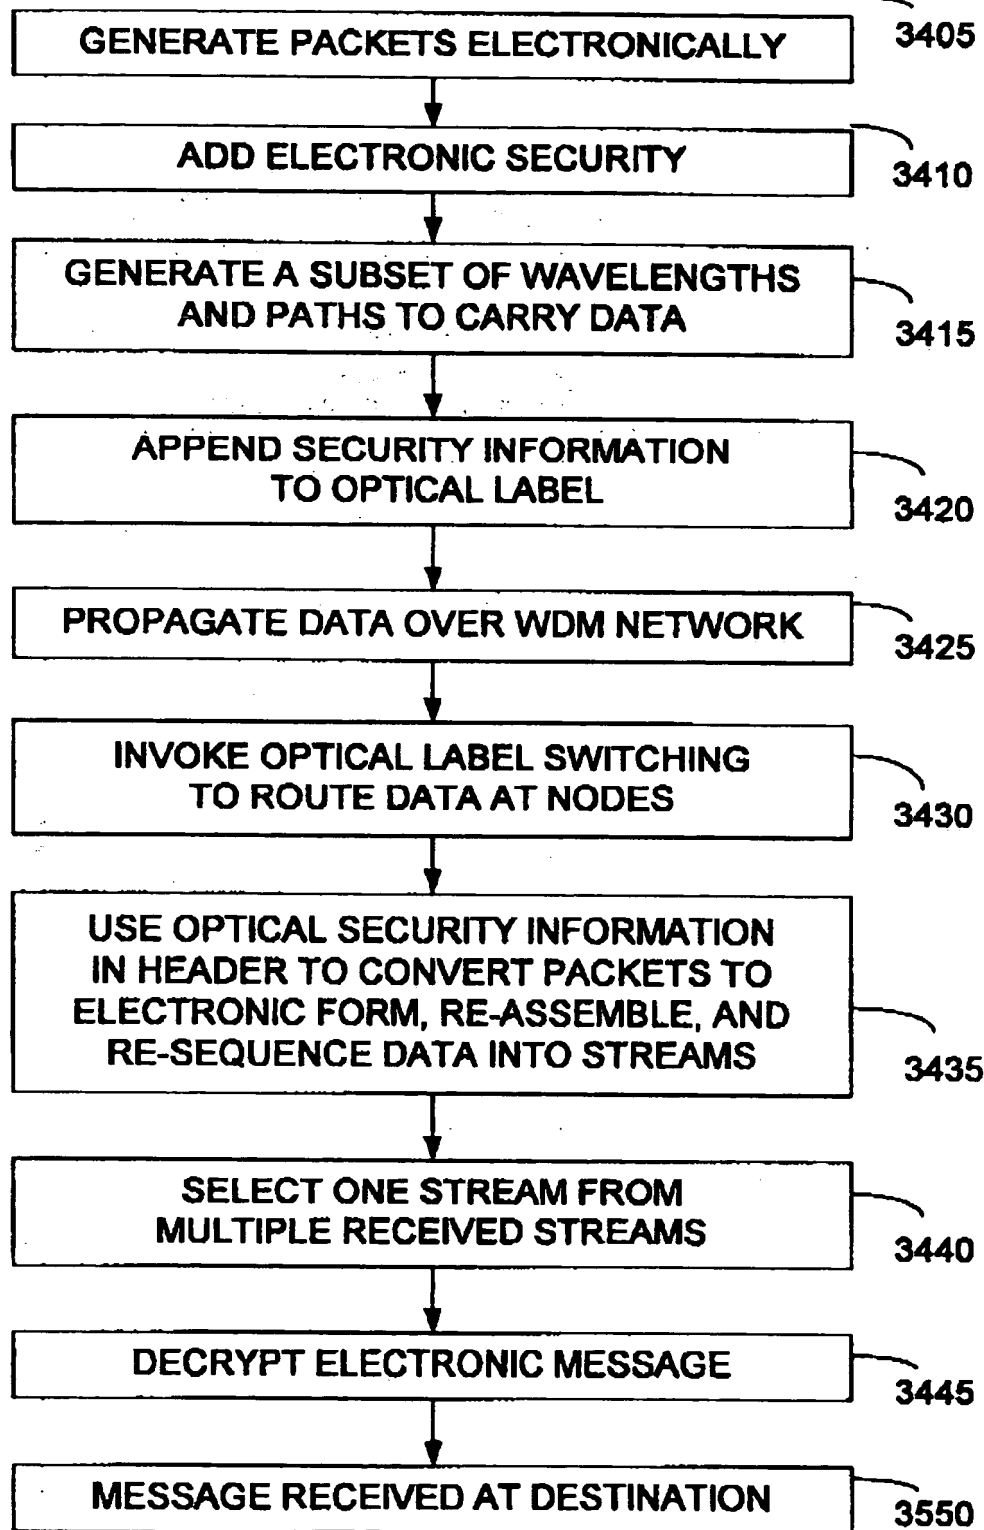 GENERATE PACKETS ELECTRONICALLY
3405
ADD ELECTRONIC SECURITY
3410
GENERATE A SUBSET OF WAVELENGTHS
AND PATHS TO CARRY DATA
3415
APPEND SECURITY INFORMATION
TO OPTICAL LABEL
3420
PROPAGATE DATA OVER WDM NETWORK
3425
INVOKE OPTICAL LABEL SWITCHING
TO ROUTE DATA AT NODES
3430
USE OPTICAL SECURITY INFORMATION
IN HEADER TO CONVERT PACKETS TO
ELECTRONIC FORM, RE-ASSEMBLE, AND
RE-SEQUENCE DATA INTO STREAMS
3435
SELECT ONE STREAM FROM
MULTIPLE RECEIVED STREAMS
3440
DECRYPT ELECTRONIC MESSAGE
3445
MESSAGE RECEIVED AT DESTINATION
3550